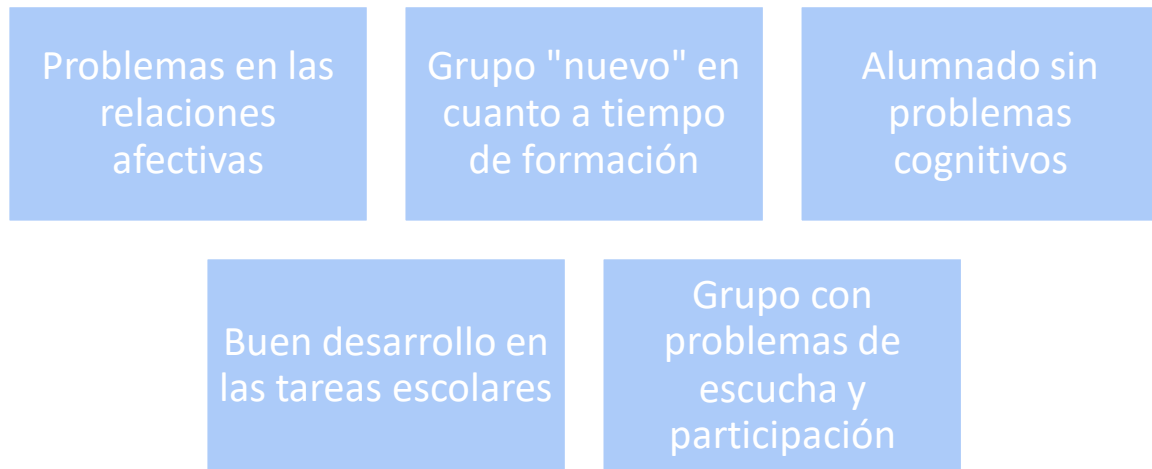 Problemas en las
relaciones
afectivas
Grupo "nuevo" en
cuanto a tiempo
de formación
Alumnado sin
problemas
cognitivos
Buen desarrollo en
las tareas escolares
Grupo con
problemas de
escucha y
participación